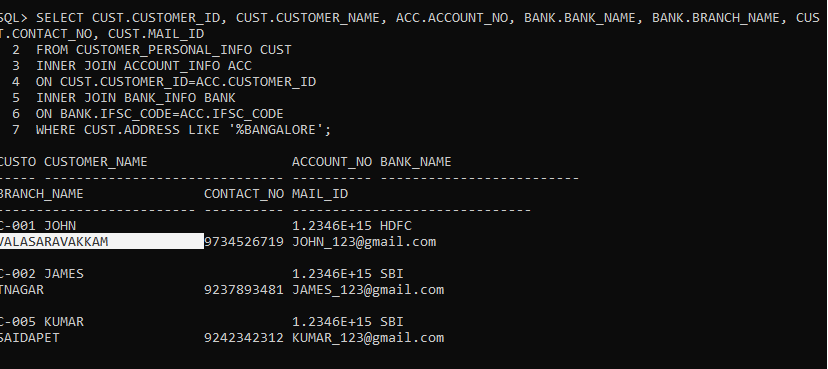 SQL> SELECT CUST.CUSTOMER_ID, CUST.CUSTOMER_NAME, ACC.ACCOUNT_NO, BANK.BANK_NAME, BANK.BRANCH_NAME, CUS
T.CONTACT_NO, CUST.MAIL_ID
2 FROM CUSTOMER_PERSONAL_INFO CUST
3 INNER JOIN ACCOUNT_INFO ACC
4 ON CUST.CUSTOMER_ID=ACC.CUSTOMER_ID
5 INNER JOIN BANK_INFO BANK
6 ON BANK.IFSC_CODE=ACC.IFSC_CODE
7 WHERE CUST.ADDRESS LIKE '%BANGALORE';
CUSTO CUSTOMER_NAME ACCOUNT_NO BANK_NAME
----- ------------------------------ ---------- -------------------------
BRANCH_NAME CONTACT_NO MAIL_ID
------------------------- ---------- ------------------------------
C-001 JOHN 1.2346E+15 HDFC
VALASARAVAKKAM 9734526719 JOHN_123@gmail.com
C-002 JAMES 1.2346E+15 SBI
TNAGAR 9237893481 JAMES_123@gmail.com
C-005 KUMAR 1.2346E+15 SBI
SAIDAPET 9242342312 KUMAR_123@gmail.com